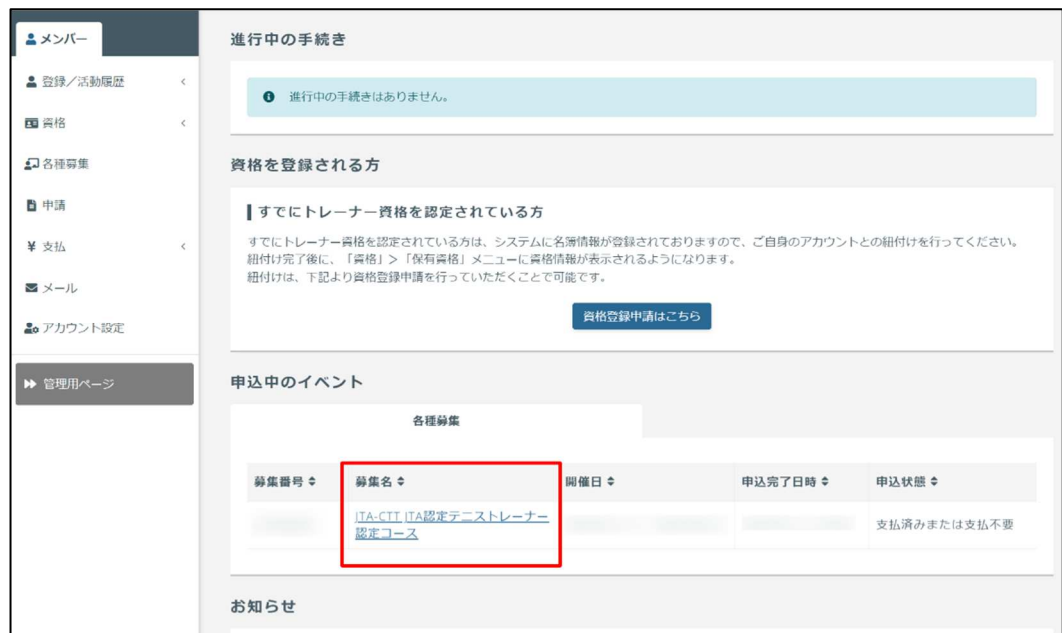 メンバー
登録／活動履歴
資格
各種募集
申請
支払
メール
アカウント設定
管理用ページ
進行中の手続き
進行中の手続きはありません。
資格を登録される方
すでにトレーナー資格を認定されている方
すでにトレーナー資格を認定されている方は、システムに名簿情報が登録されておりますので、ご自身のアカウントとの紐付けを行ってください。
紐付け完了後に、「資格」＞「保有資格」メニューに資格情報が表示されるようになります。
紐付けは、下記より資格登録申請を行っていただくことで可能です。
資格登録申請はこちら
申込中のイベント
各種募集
募集番号 募集名 開催日 申込完了日時 申込状態
JTA-CTT JTA認定テニストレーナー
認定コース
支払済みまたは支払不要
お知らせ